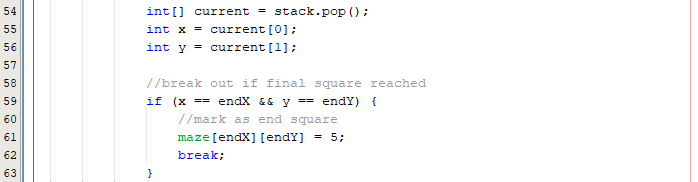 54 int[] current = stack.pop();
55 int x = current[0];
56 int y = current[1];
57
58 //break out if final square reached
59 if (x == endX && y == endY) {
60 //mark as end square
61 maze[endX][endY] = 5;
62 break;
63 }